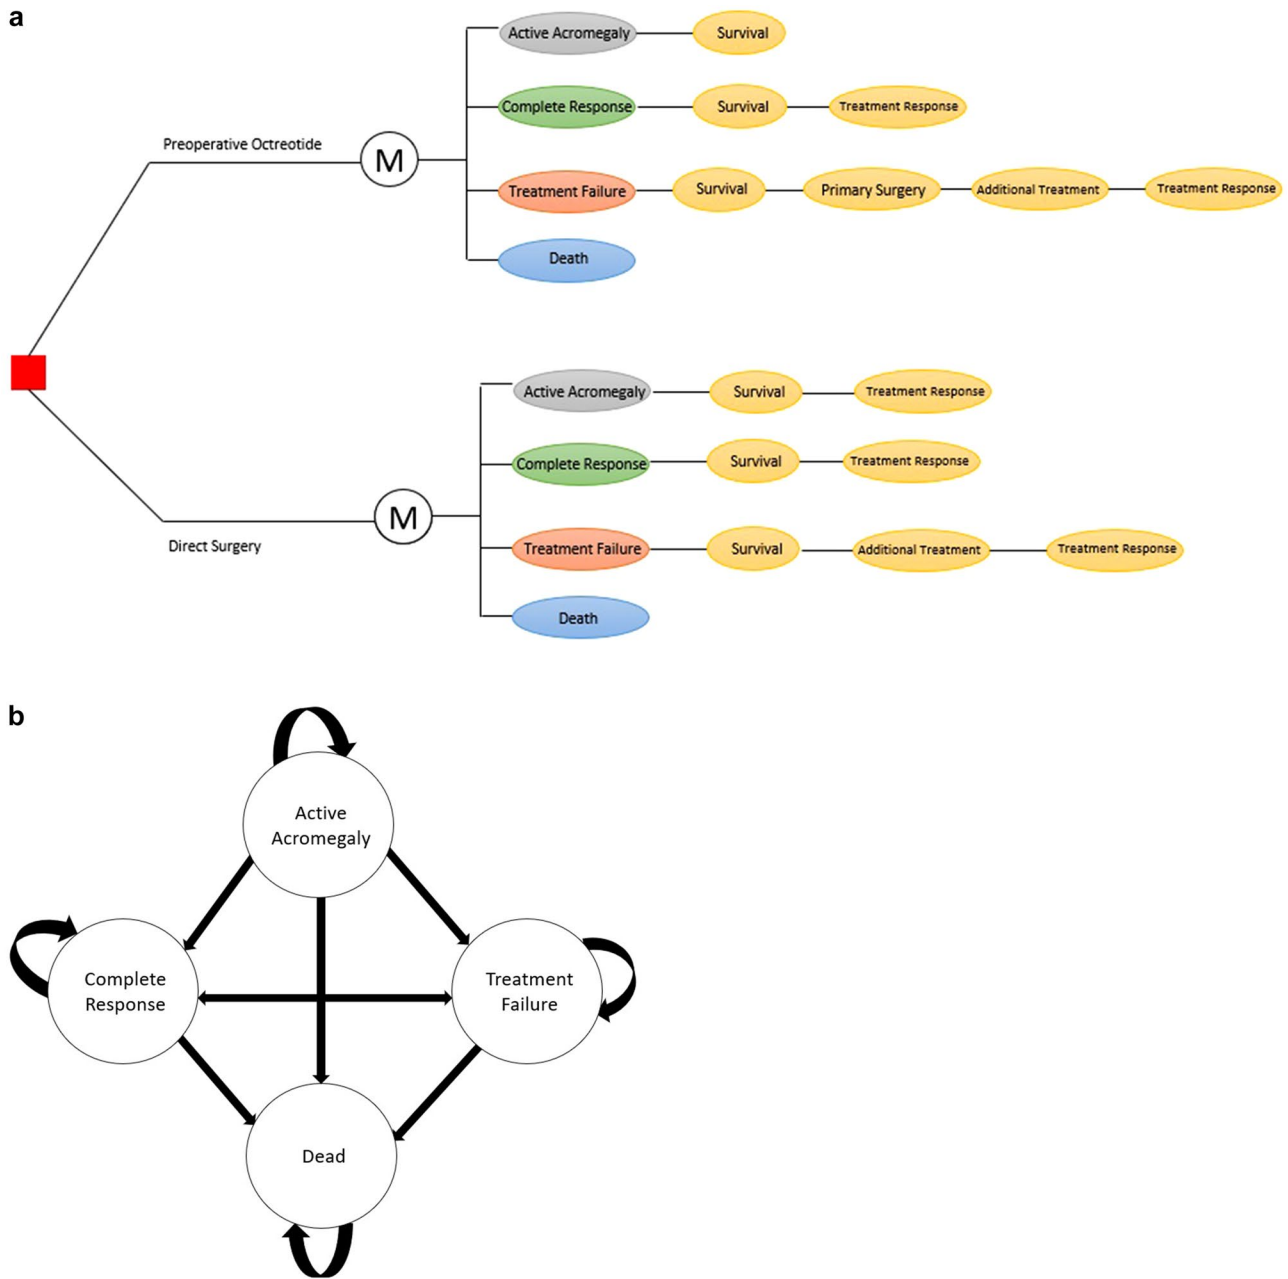 a
Active Acromegaly
Survival
Complete Response
Survival
Treatment Response
Preoperative Octreotide
M
Treatment Failure
Survival
Primary Surgery
Additional Treatment
Treatment Response
Death
Active Acromegaly
Survival
Treatment Response
Complete Response
Survival
Treatment Response
M
Direct Surgery
Treatment Failure
Survival
Additional Treatment
Treatment Response
Death
b
Active
Acromegaly
Complete
Response
Treatment
Failure
Dead